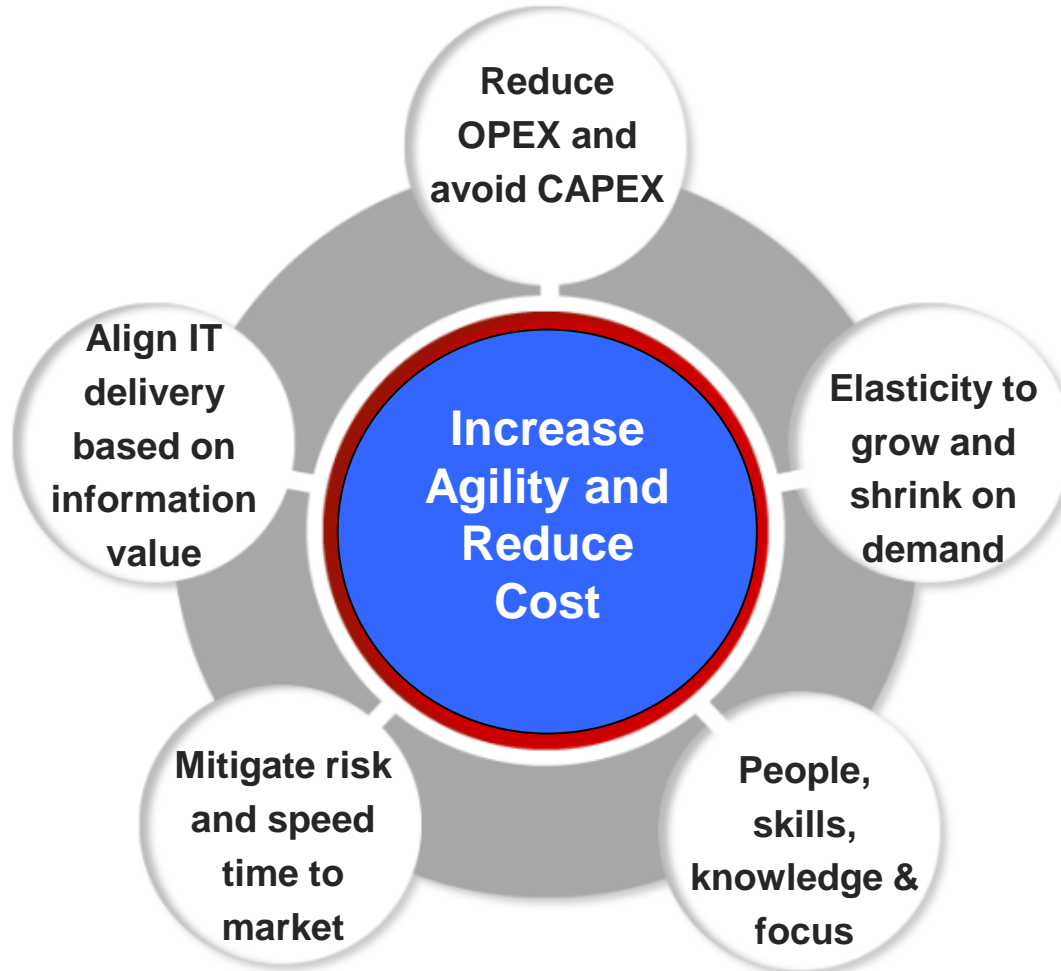 Reduce
OPEX and
avoid CAPEX
Align IT
delivery
based on
information
value
Increase
Agility and
Reduce
Cost
Elasticity to
grow and
shrink on
demand
Mitigate risk
and speed
time to
market
People,
skills,
knowledge &
focus